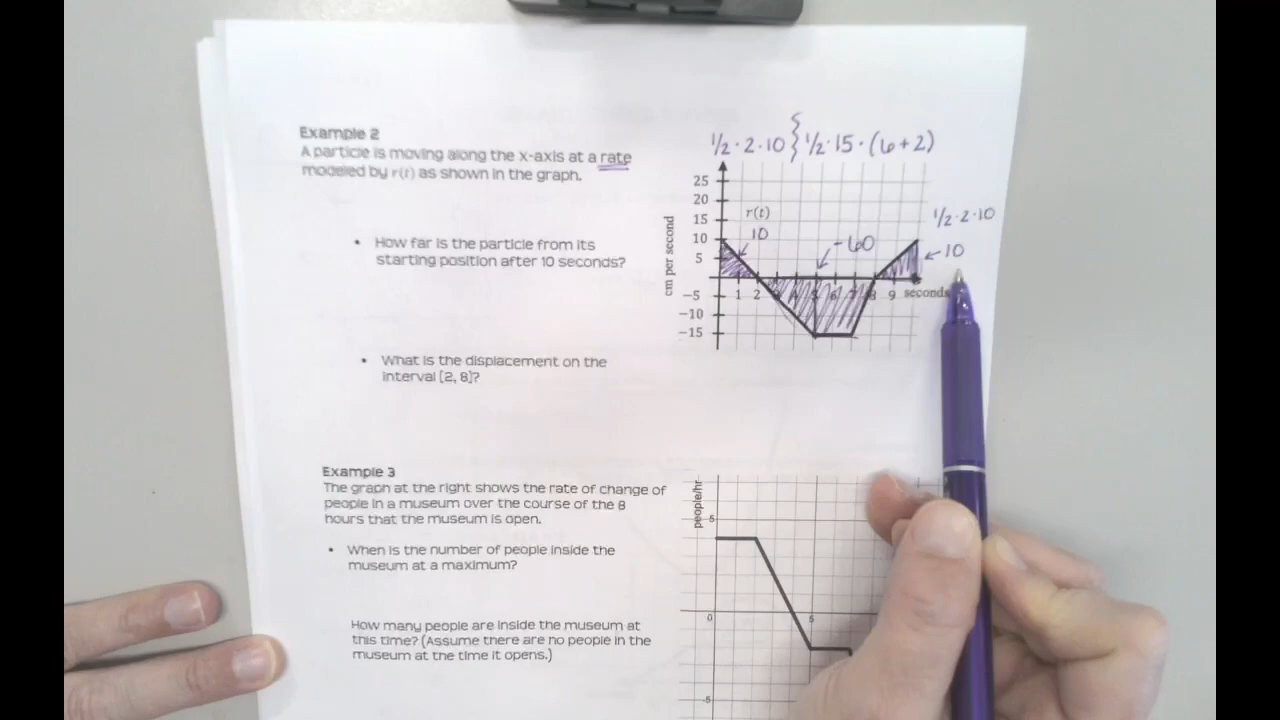 Example 2
A particle is moving along the x-axis at a rate
modeled by r(t) as shown in the graph.
• How far is the particle from its
starting position after 10 seconds?
• What is the displacement on the
interval [2, 8]?
1/2 · 2 · 10 } 1/2 · 15 · (6 + 2)
25
20
15
10
5
-5
-10
-15
cm per second
r(t)
10
-60
1/2 · 2 · 10
←10
1 2 3 4 5 6 7 8 9 seconds
Example 3
The graph at the right shows the rate of change of
people in a museum over the course of the 8
hours that the museum is open.
• When is the number of people inside the
museum at a maximum?
How many people are inside the museum at
this time? (Assume there are no people in the
museum at the time it opens.)
people/hr
5
0
5
-5